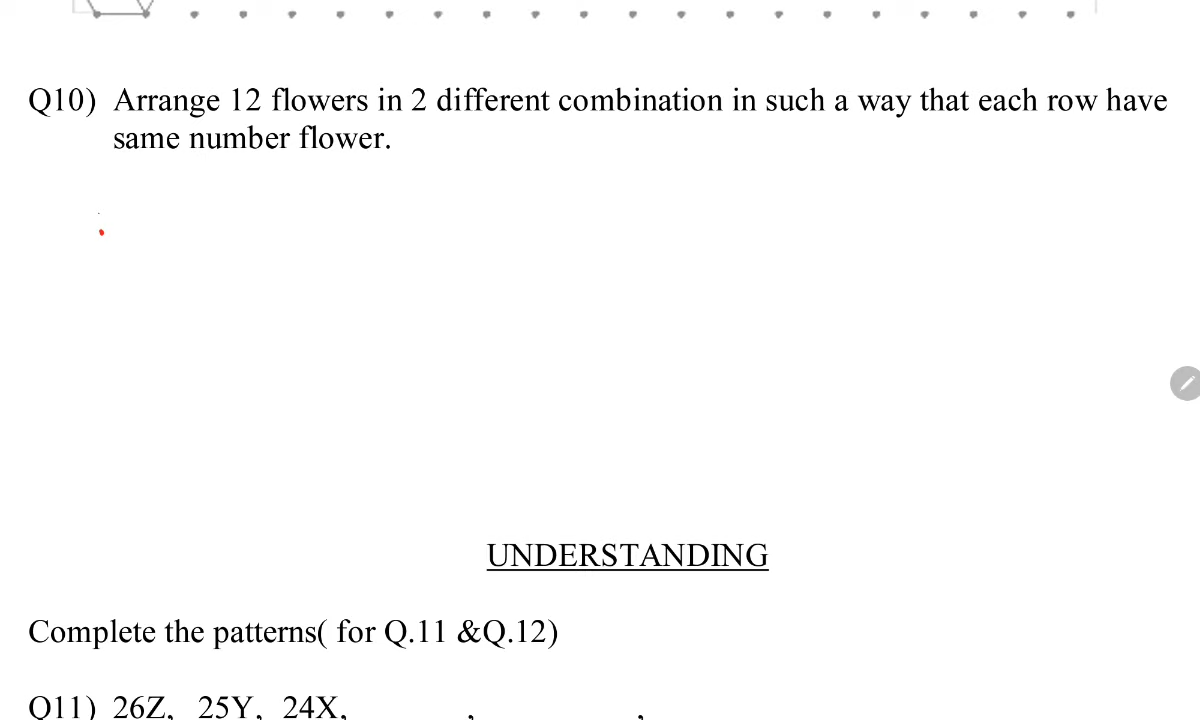 Q10) Arrange 12 flowers in 2 different combination in such a way that each row have
same number flower.
UNDERSTANDING
Complete the patterns( for Q.11 &Q.12)
Q11) 26Z, 25Y, 24X, , ,